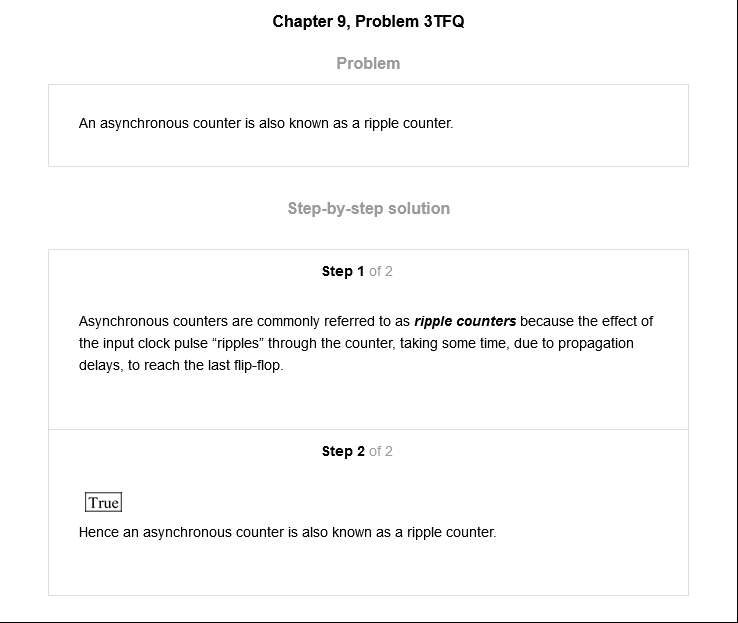 Chapter 9, Problem 3TFQ
Problem
An asynchronous counter is also known as a ripple counter.
Step-by-step solution
Step 1 of 2
Asynchronous counters are commonly referred to as ripple counters because the effect of
the input clock pulse “ripples” through the counter, taking some time, due to propagation
delays, to reach the last flip-flop.
Step 2 of 2
True
Hence an asynchronous counter is also known as a ripple counter.